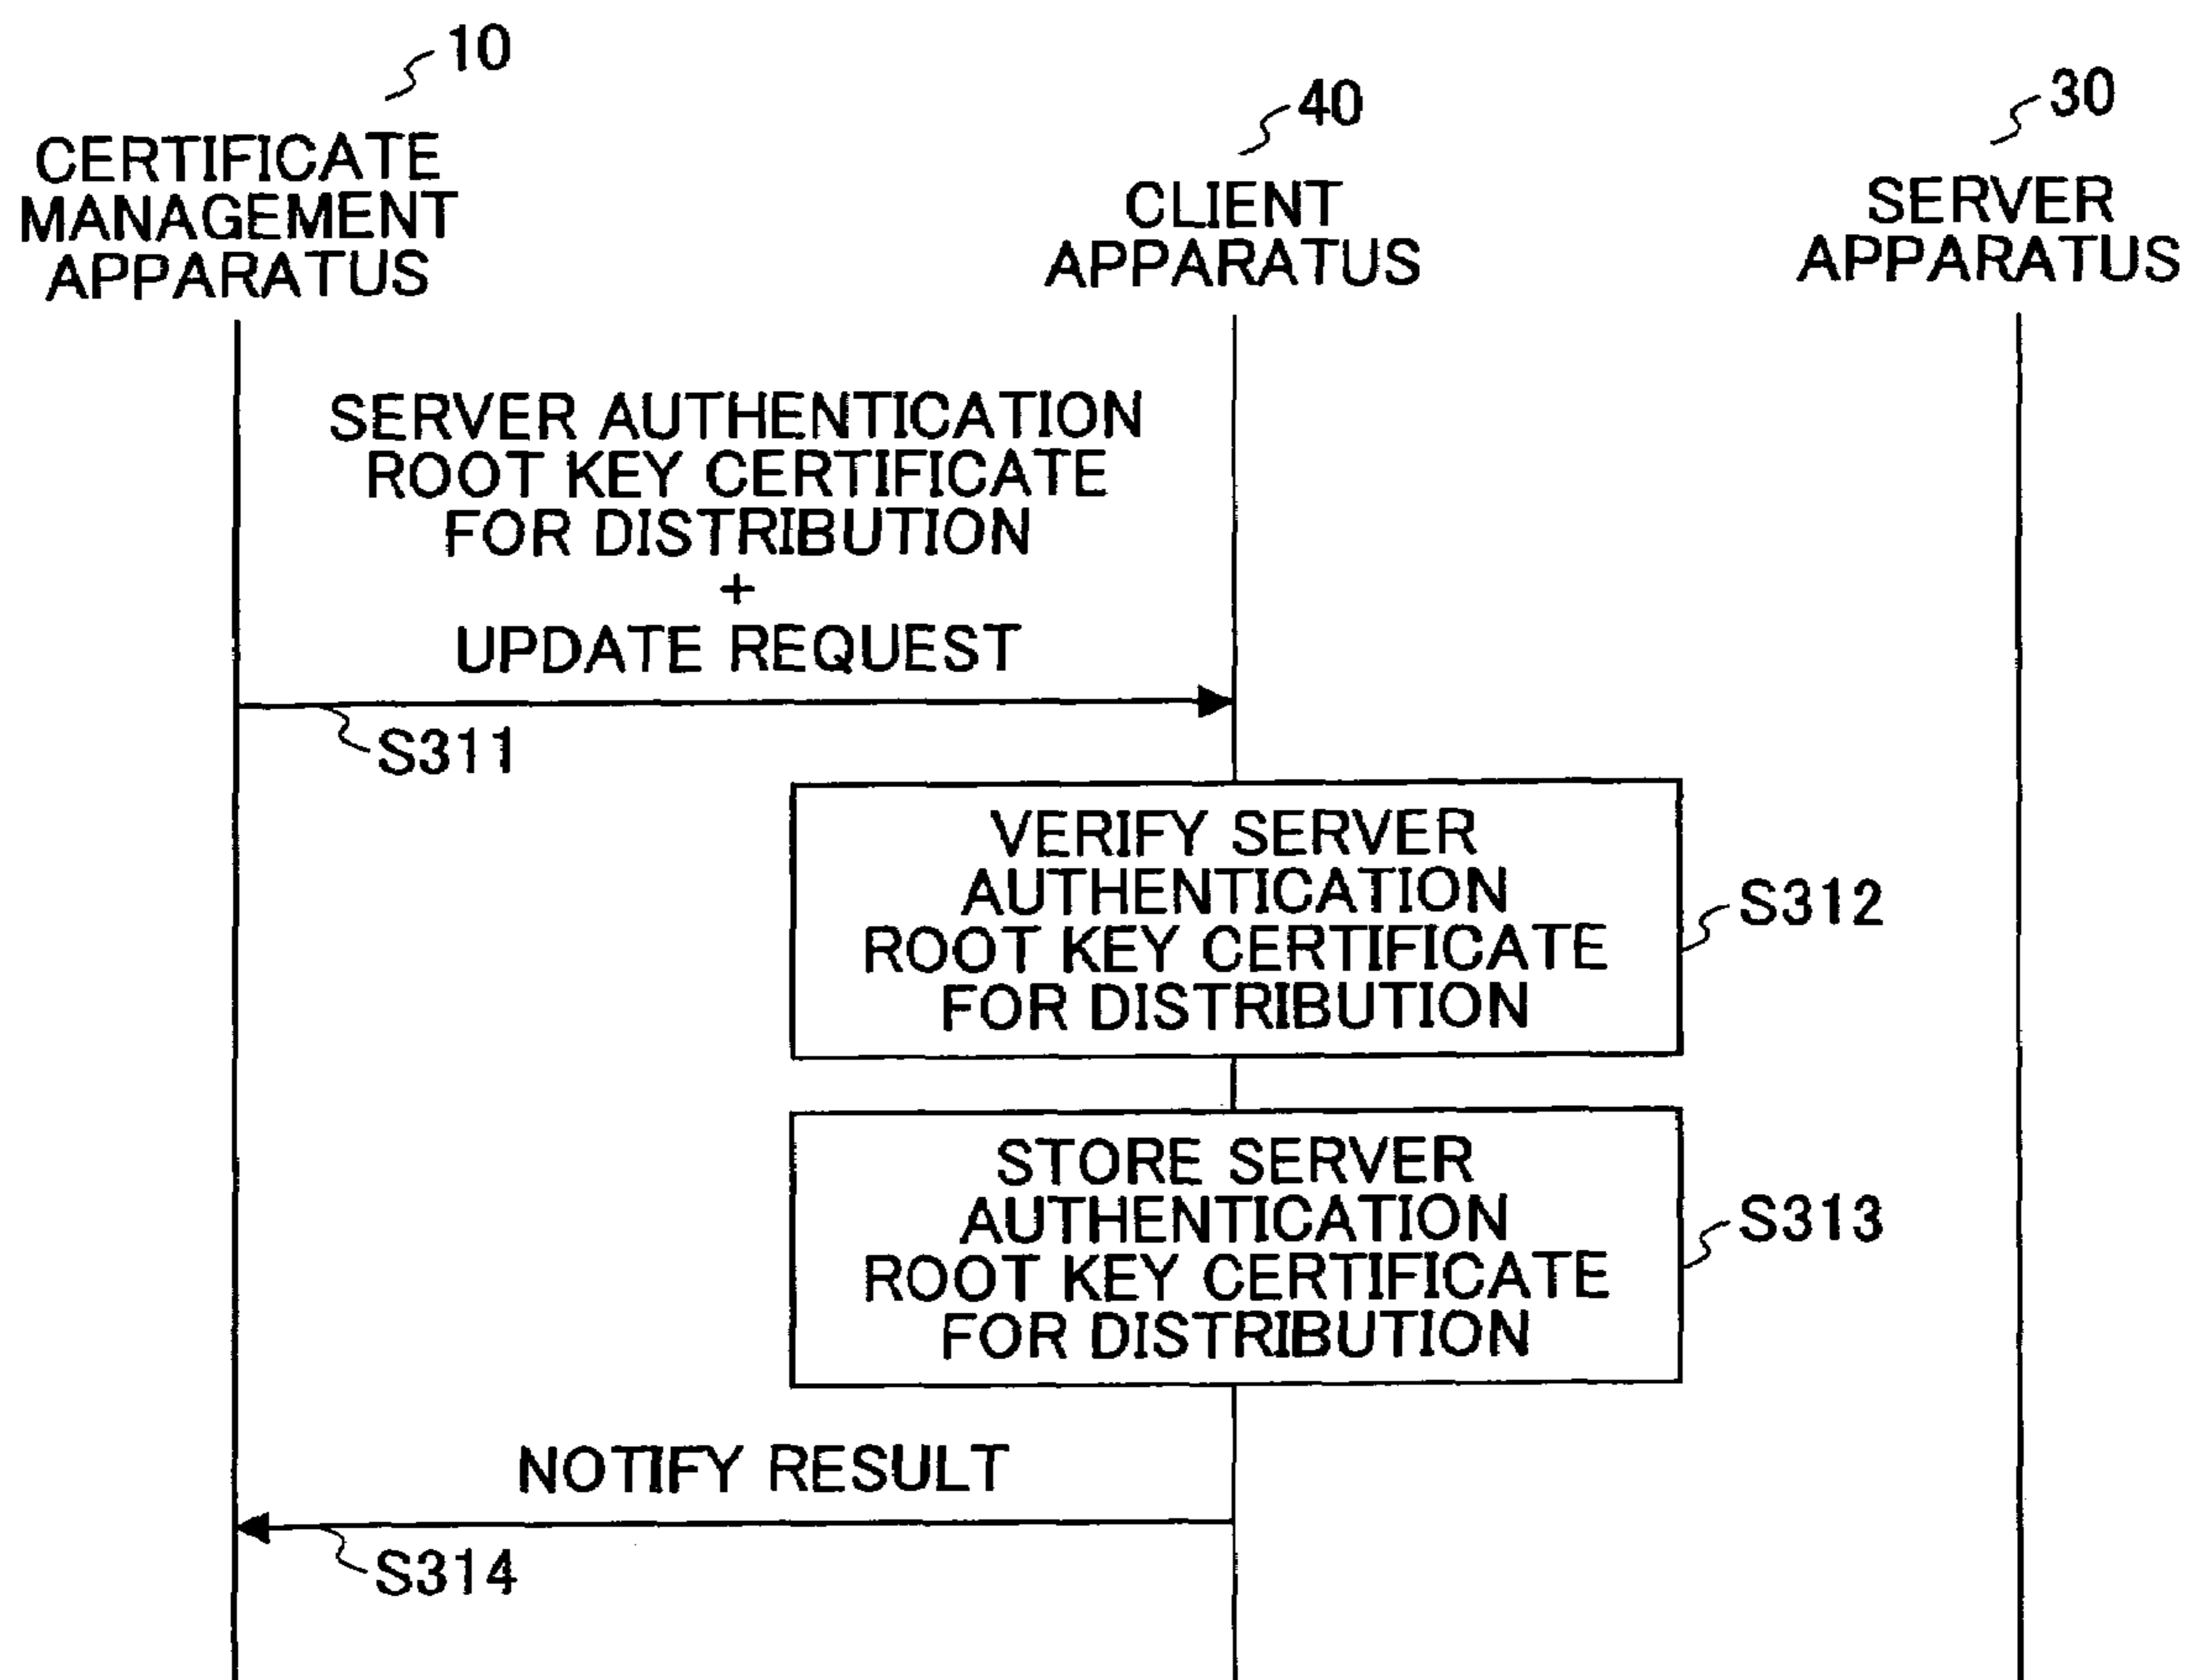 10
CERTIFICATE
MANAGEMENT
APPARATUS
40
CLIENT
APPARATUS
30
SERVER
APPARATUS
SERVER AUTHENTICATION
ROOT KEY CERTIFICATE
FOR DISTRIBUTION
+
UPDATE REQUEST
S311
VERIFY SERVER
AUTHENTICATION
ROOT KEY CERTIFICATE
FOR DISTRIBUTION
S312
STORE SERVER
AUTHENTICATION
ROOT KEY CERTIFICATE
FOR DISTRIBUTION
S313
NOTIFY RESULT
S314